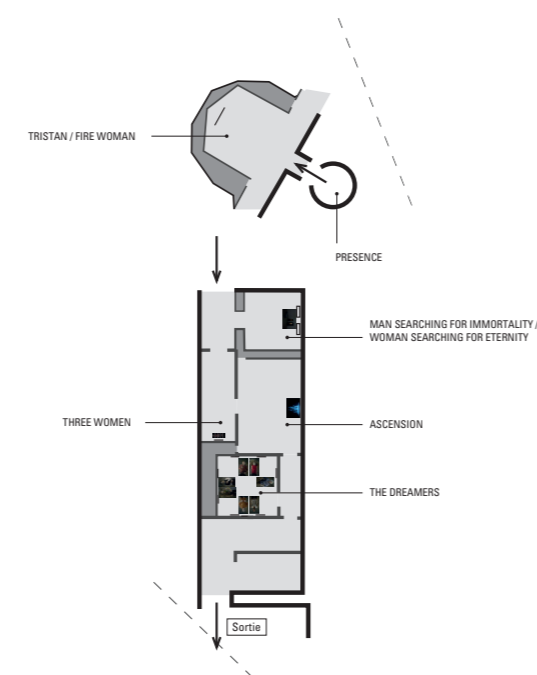 TRISTAN / FIRE WOMAN
PRESENCE
MAN SEARCHING FOR IMMORTALITY /
WOMAN SEARCHING FOR ETERNITY
THREE WOMEN
ASCENSION
THE DREAMERS
Sortie